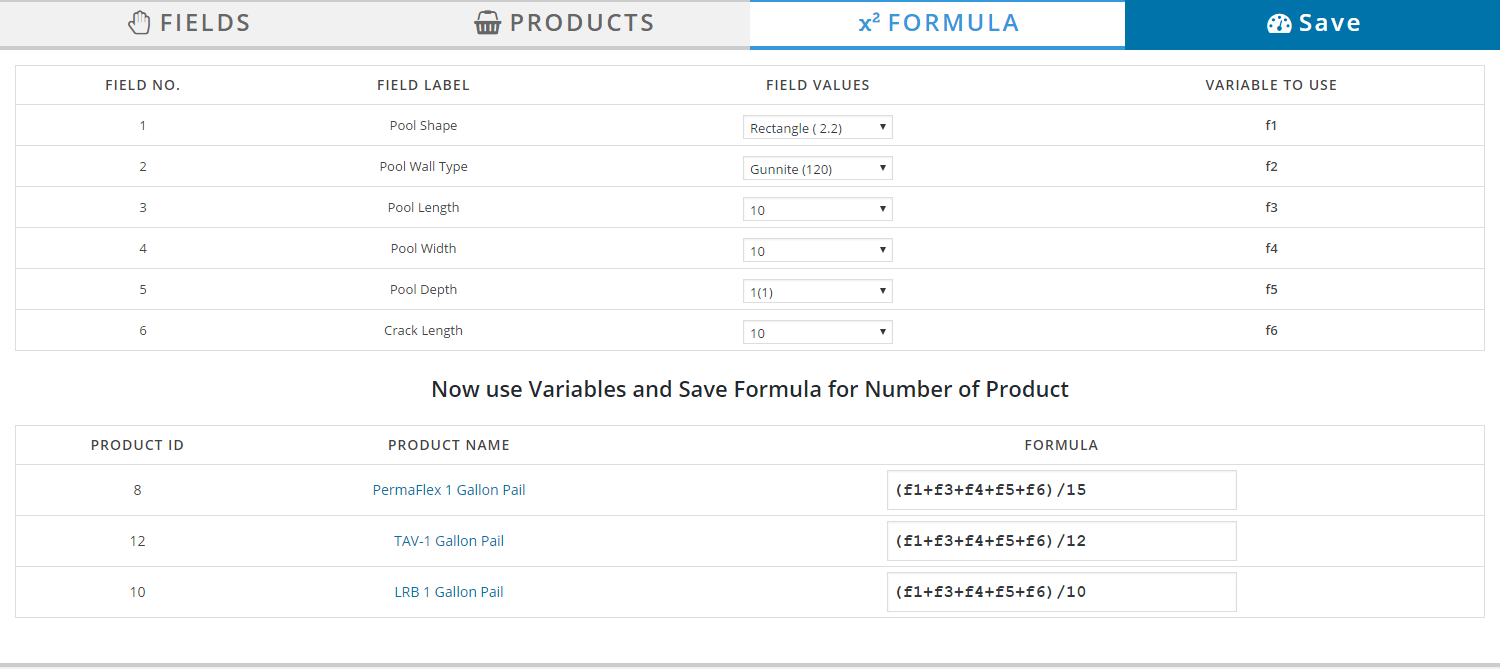 FIELDS PRODUCTS x² FORMULA Save
FIELD NO. FIELD LABEL FIELD VALUES VARIABLE TO USE
1 Pool Shape Rectangle ( 2.2) f1
2 Pool Wall Type Gunnite (120) f2
3 Pool Length 10 f3
4 Pool Width 10 f4
5 Pool Depth 1(1) f5
6 Crack Length 10 f6
Now use Variables and Save Formula for Number of Product
PRODUCT ID PRODUCT NAME FORMULA
8 PermaFlex 1 Gallon Pail (f1+f3+f4+f5+f6)/15
12 TAV-1 Gallon Pail (f1+f3+f4+f5+f6)/12
10 LRB 1 Gallon Pail (f1+f3+f4+f5+f6)/10